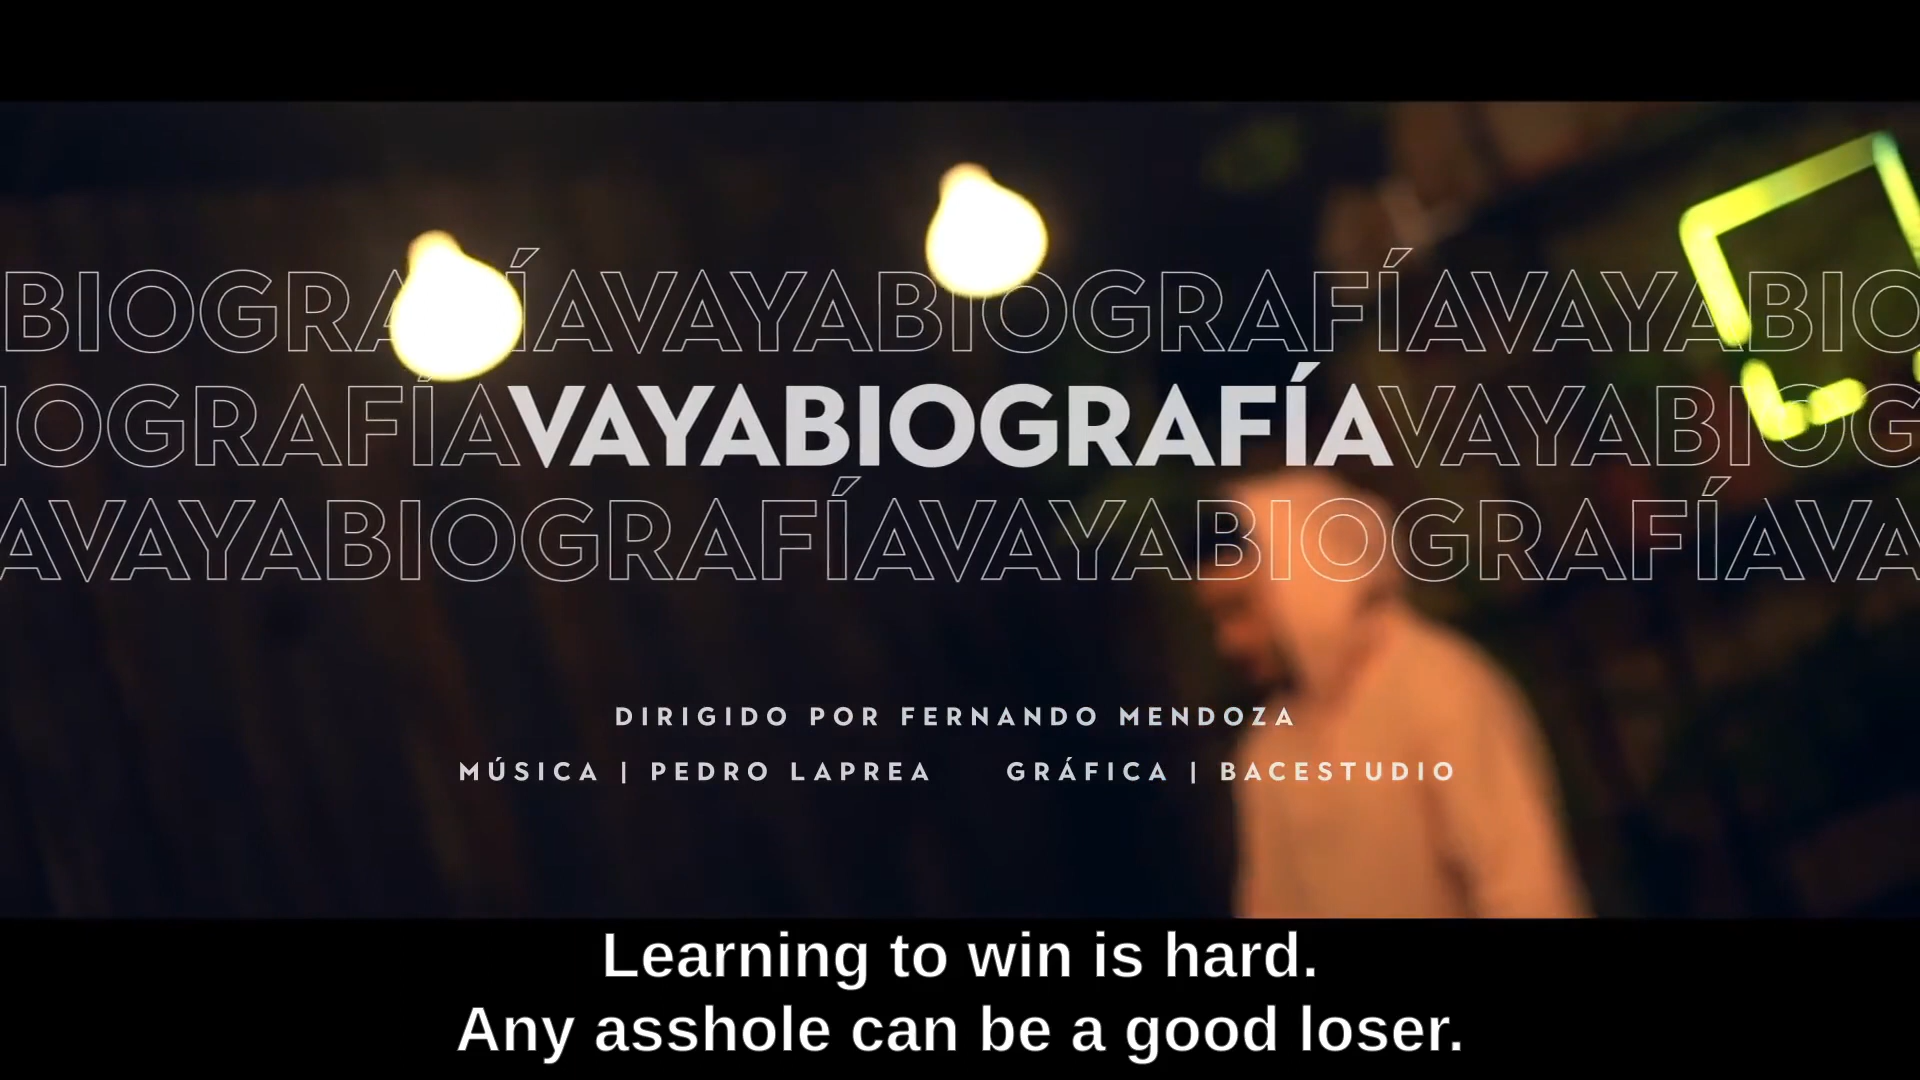 BIOGRAFÍAVAYABIOGRAFÍAVAYABIO
IOGRAFÍAVAYABIOGRAFÍAVAYABIOG
AVAYABIOGRAFÍAVAYABIOGRAFÍAVA
DIRIGIDO POR FERNANDO MENDOZA
MÚSICA | PEDRO LAPREA GRÁFICA | BACESTUDIO
Learning to win is hard.
Any asshole can be a good loser.